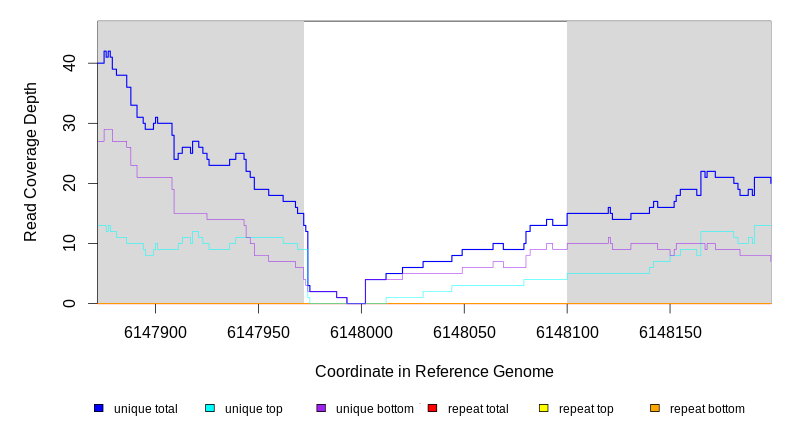 Read Coverage Depth
40
30
20
10
0
6147900 6147950 6148000 6148050 6148100 6148150
Coordinate in Reference Genome
unique total unique top unique bottom repeat total repeat top repeat bottom